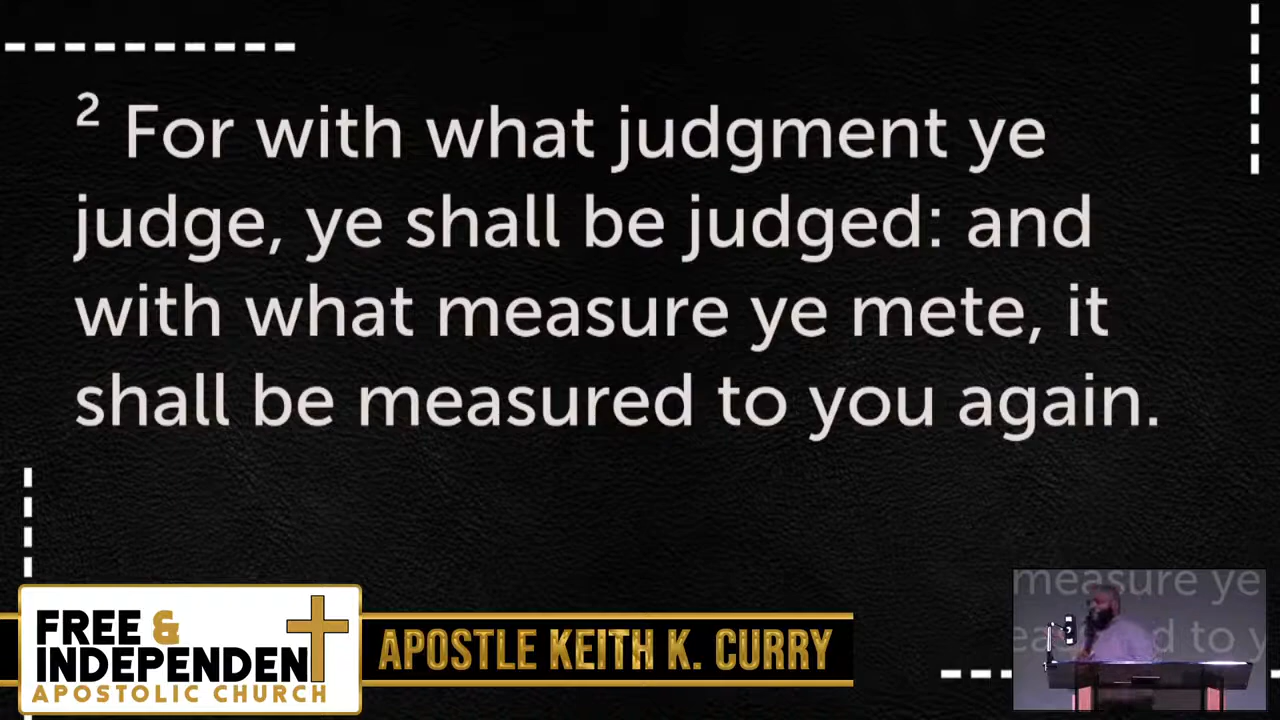 ² For with what judgment ye
judge, ye shall be judged: and
with what measure ye mete, it
shall be measured to you again.
FREE &
INDEPENDENT
APOSTOLIC CHURCH
APOSTLE KEITH K. CURRY
measure ye
d to y